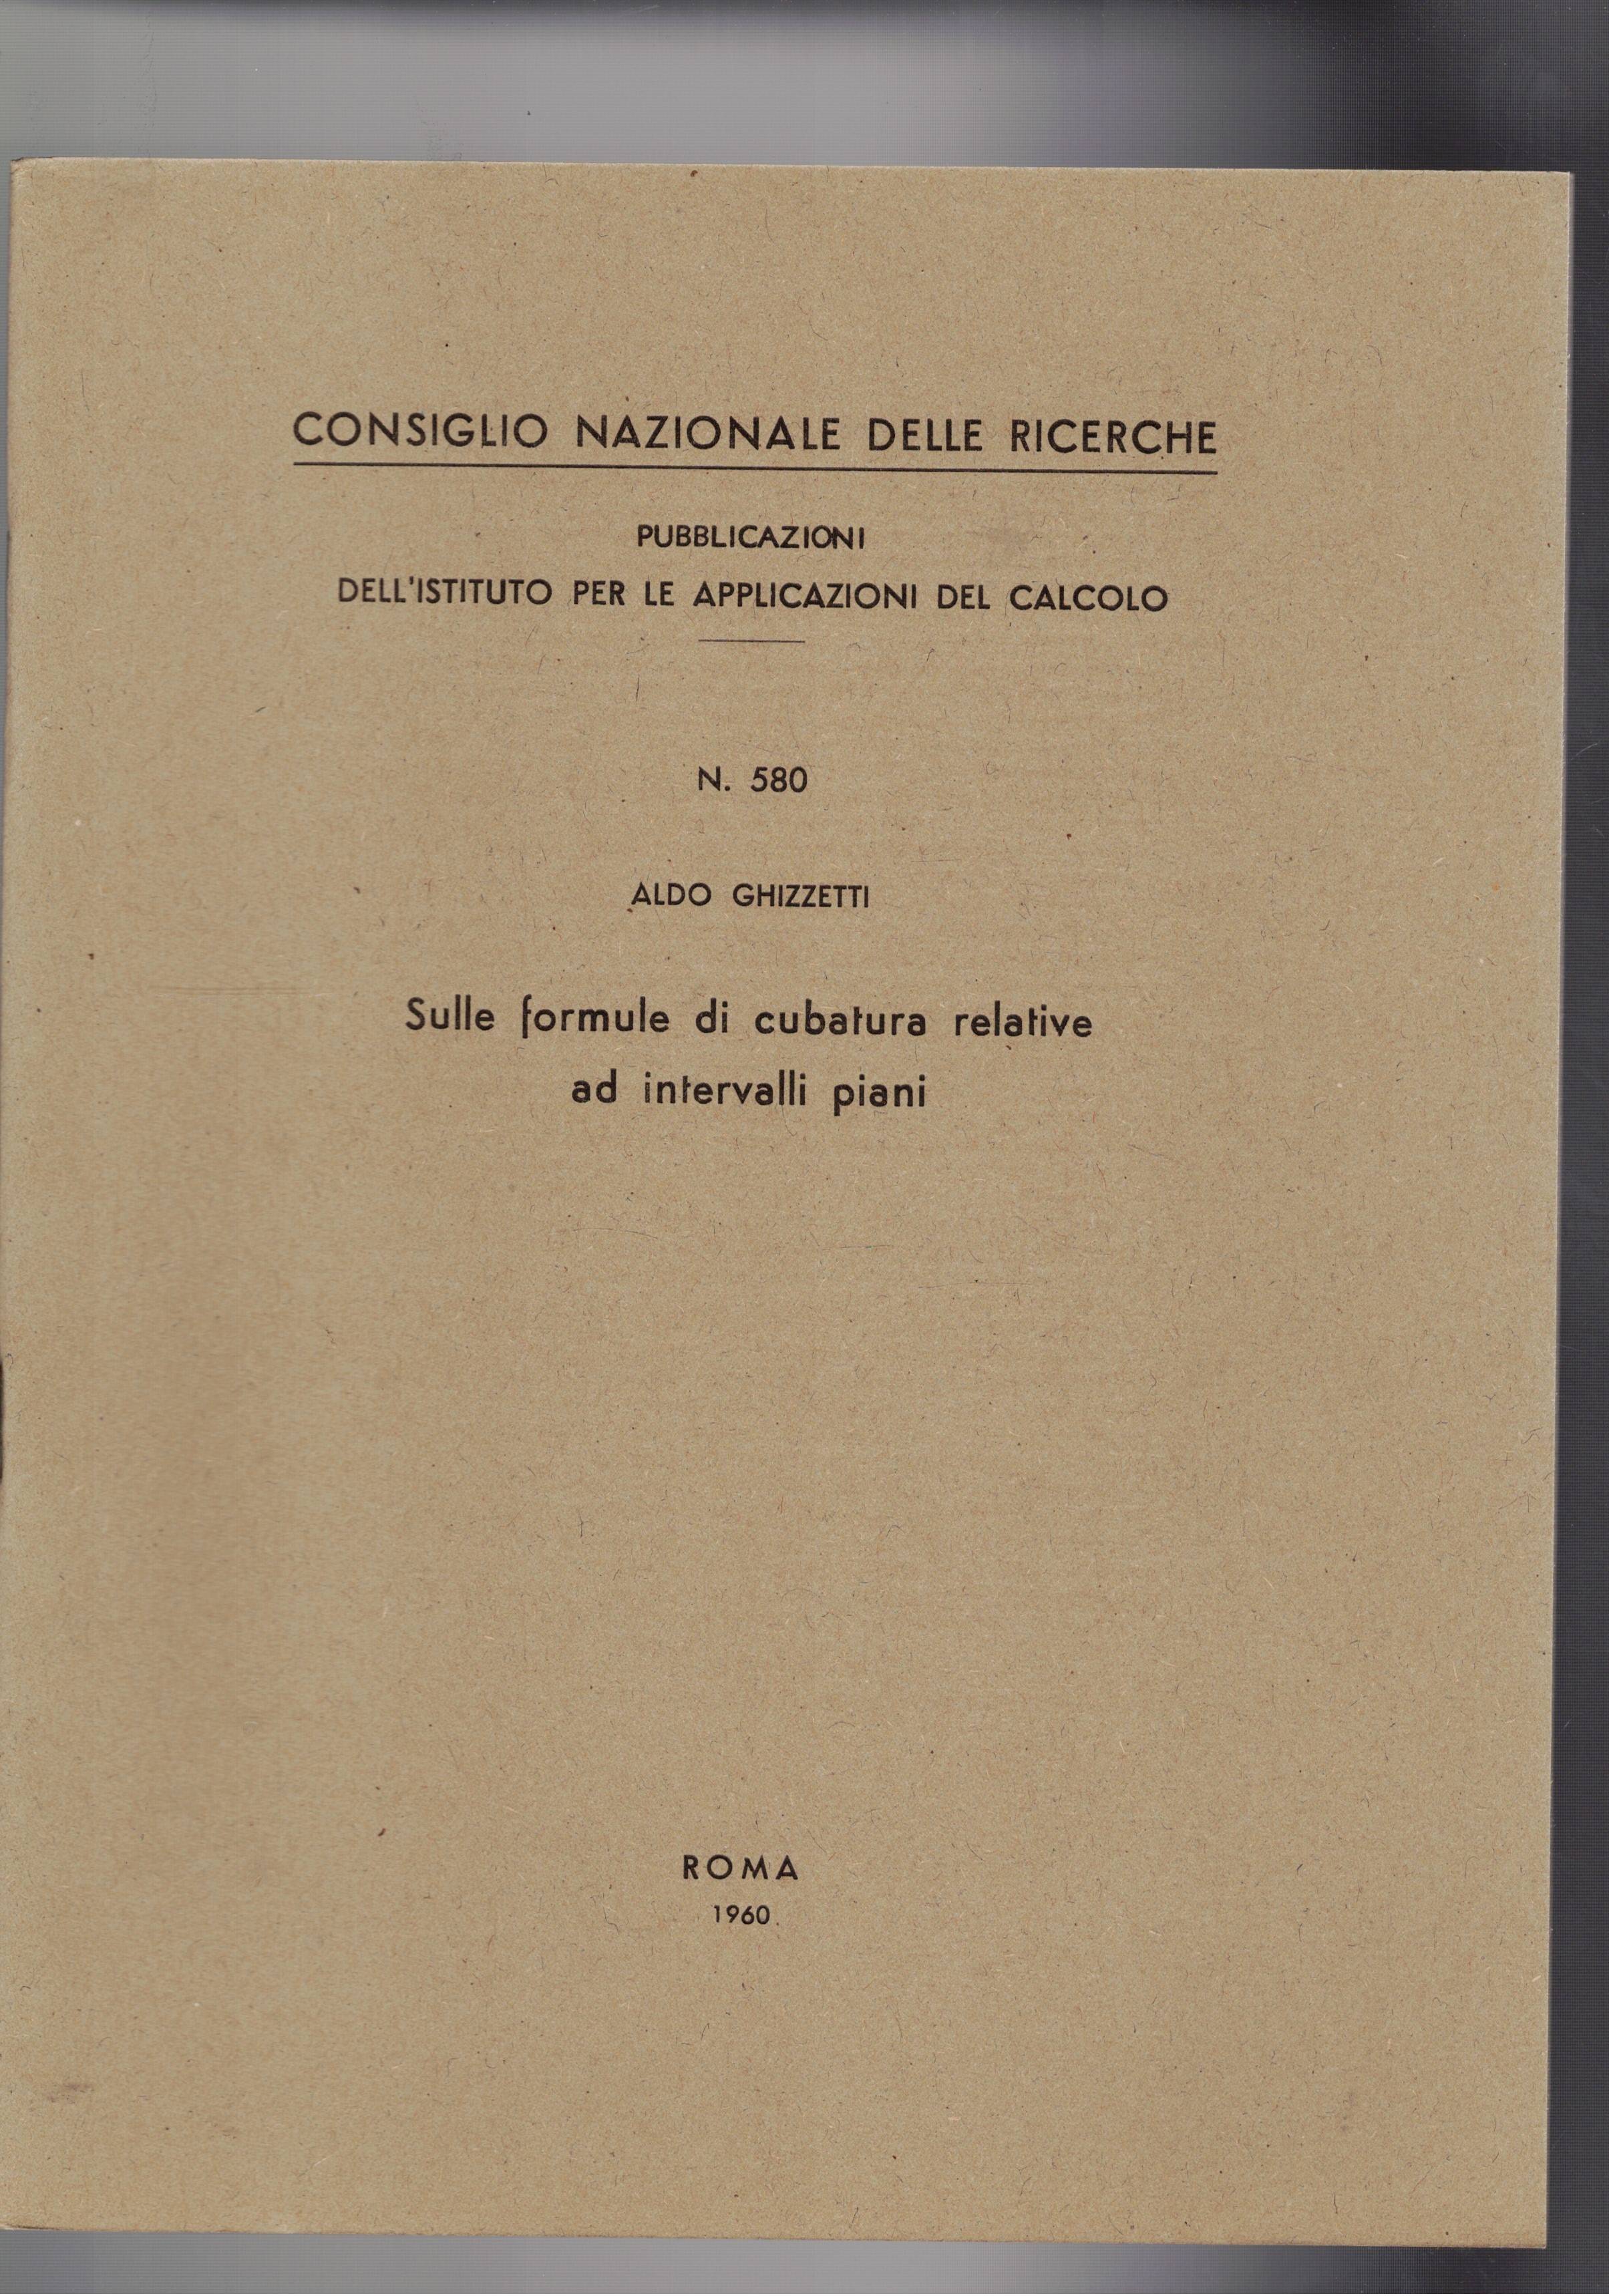 CONSIGLIO NAZIONALE DELLE RICERCHE
PUBBLICAZIONI
DELL'ISTITUTO PER LE APPLICAZIONI DEL CALCOLO
N. 580
ALDO GHIZZETTI
Sulle formule di cubatura relative
ad intervalli piani
ROMA
1960